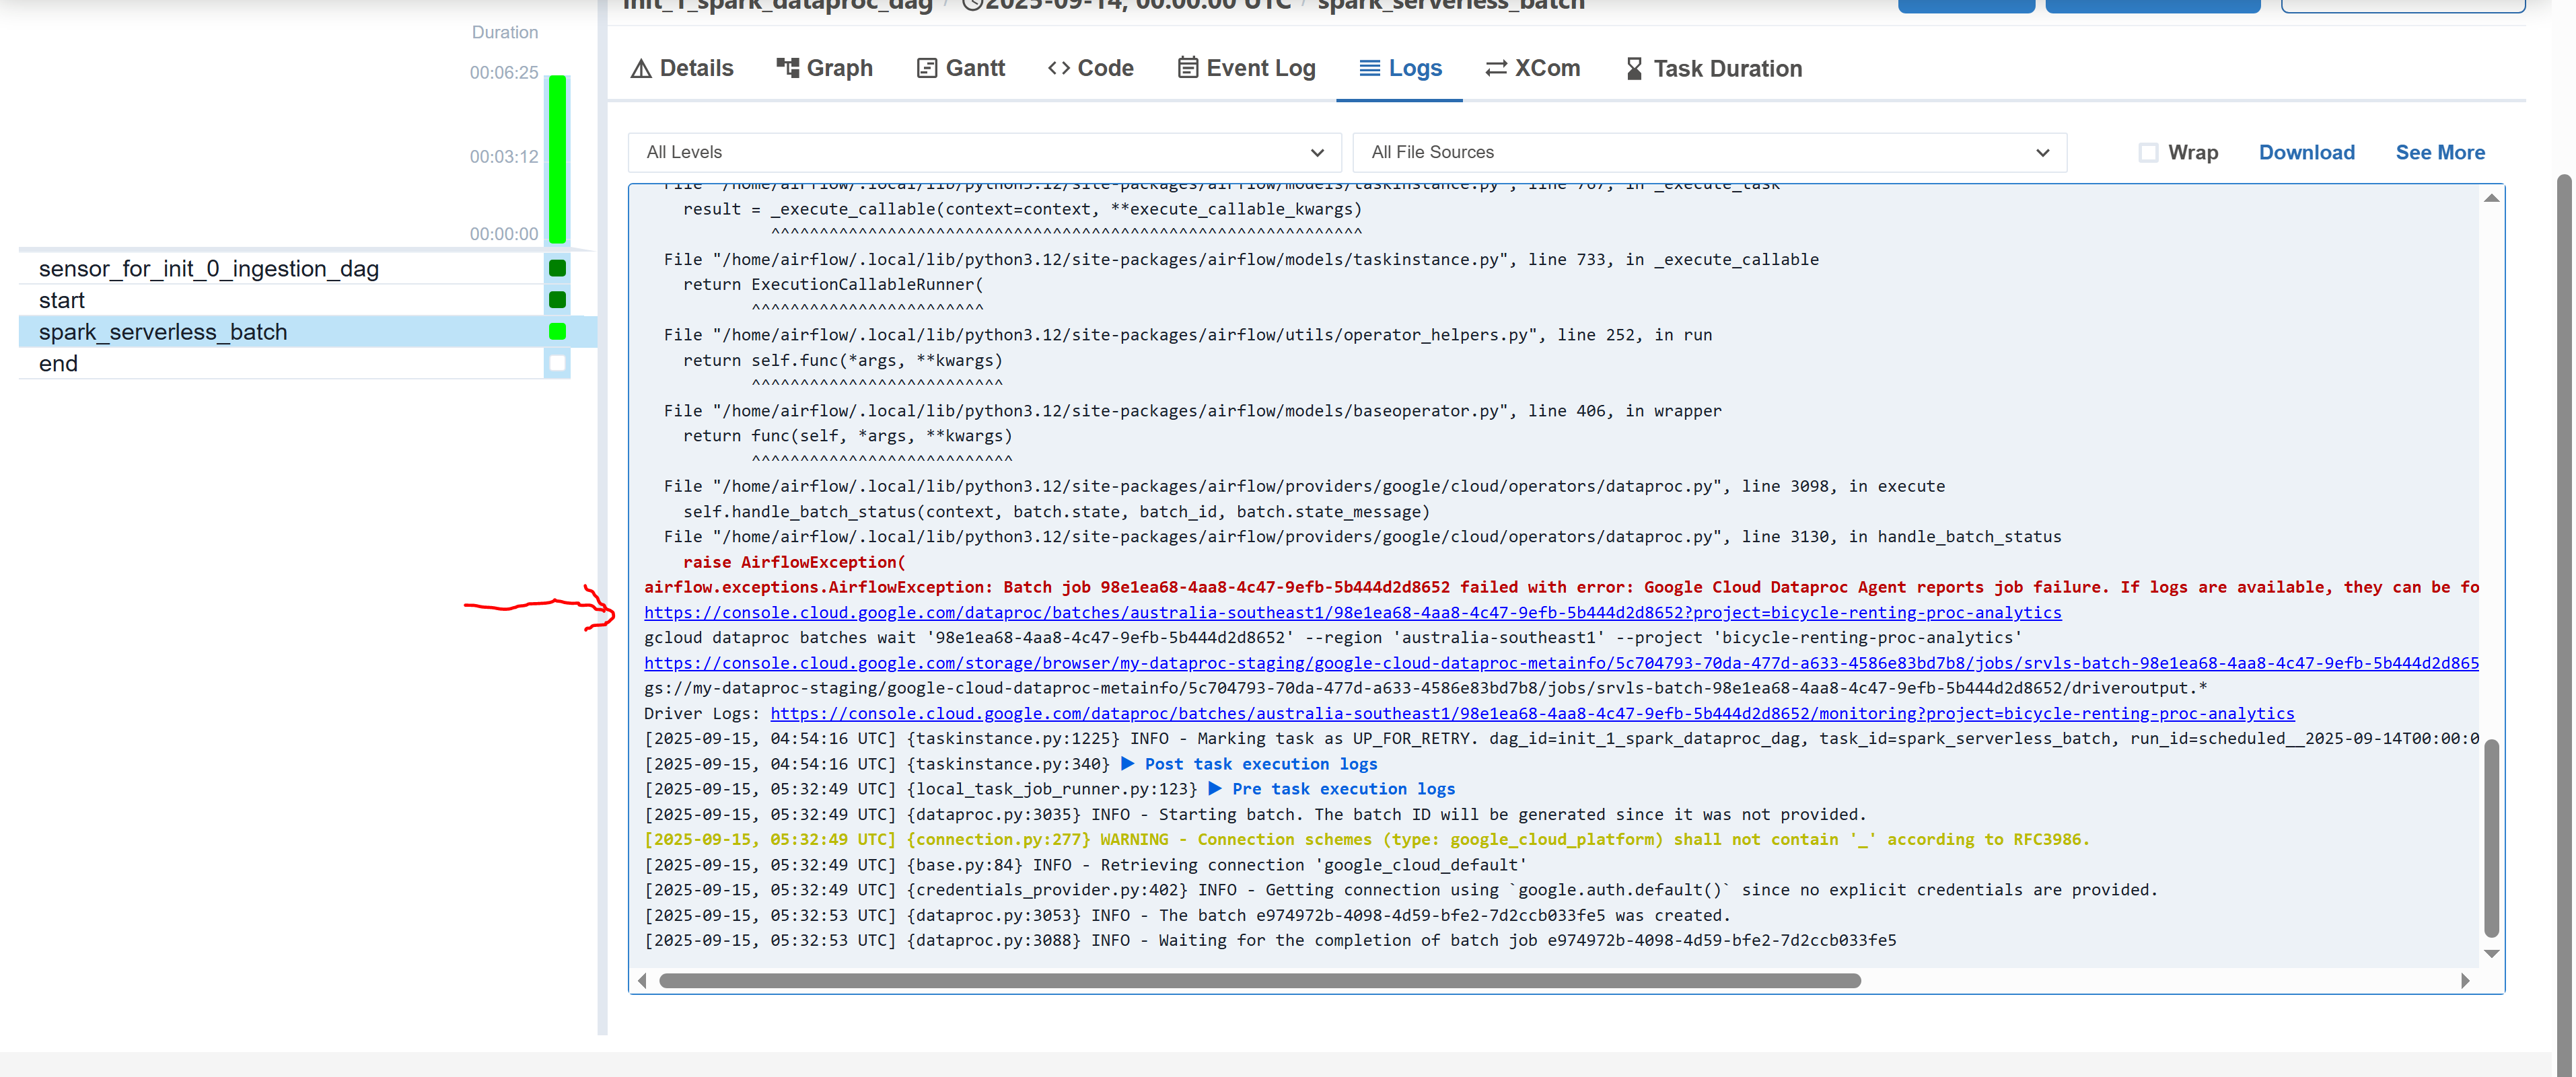 init_1_spark_dataproc_dag / 2025-09-14, 00:00:00 UTC / spark_serverless_batch
Duration
00:06:25
00:03:12
00:00:00
sensor_for_init_0_ingestion_dag
start
spark_serverless_batch
end
Details Graph Gantt Code Event Log Logs XCom Task Duration
All Levels All File Sources Wrap Download See More
File "/home/airflow/.local/lib/python3.12/site-packages/airflow/models/taskinstance.py", line 767, in _execute_task
result = _execute_callable(context=context, **execute_callable_kwargs)
^^^^^^^^^^^^^^^^^^^^^^^^^^^^^^^^^^^^^^^^^^^^^^^^^^^^^^^^^^^^^
File "/home/airflow/.local/lib/python3.12/site-packages/airflow/models/taskinstance.py", line 733, in _execute_callable
return ExecutionCallableRunner(
^^^^^^^^^^^^^^^^^^^^^^^^
File "/home/airflow/.local/lib/python3.12/site-packages/airflow/utils/operator_helpers.py", line 252, in run
return self.func(*args, **kwargs)
^^^^^^^^^^^^^^^^^^^^^^^^^^
File "/home/airflow/.local/lib/python3.12/site-packages/airflow/models/baseoperator.py", line 406, in wrapper
return func(self, *args, **kwargs)
^^^^^^^^^^^^^^^^^^^^^^^^^^^
File "/home/airflow/.local/lib/python3.12/site-packages/airflow/providers/google/cloud/operators/dataproc.py", line 3098, in execute
self.handle_batch_status(context, batch.state, batch_id, batch.state_message)
File "/home/airflow/.local/lib/python3.12/site-packages/airflow/providers/google/cloud/operators/dataproc.py", line 3130, in handle_batch_status
raise AirflowException(
airflow.exceptions.AirflowException: Batch job 98e1ea68-4aa8-4c47-9efb-5b444d2d8652 failed with error: Google Cloud Dataproc Agent reports job failure. If logs are available, they can be fo
https://console.cloud.google.com/dataproc/batches/australia-southeast1/98e1ea68-4aa8-4c47-9efb-5b444d2d8652?project=bicycle-renting-proc-analytics
gcloud dataproc batches wait '98e1ea68-4aa8-4c47-9efb-5b444d2d8652' --region 'australia-southeast1' --project 'bicycle-renting-proc-analytics'
https://console.cloud.google.com/storage/browser/my-dataproc-staging/google-cloud-dataproc-metainfo/5c704793-70da-477d-a633-4586e83bd7b8/jobs/srvls-batch-98e1ea68-4aa8-4c47-9efb-5b444d2d865
gs://my-dataproc-staging/google-cloud-dataproc-metainfo/5c704793-70da-477d-a633-4586e83bd7b8/jobs/srvls-batch-98e1ea68-4aa8-4c47-9efb-5b444d2d8652/driveroutput.*
Driver Logs: https://console.cloud.google.com/dataproc/batches/australia-southeast1/98e1ea68-4aa8-4c47-9efb-5b444d2d8652/monitoring?project=bicycle-renting-proc-analytics
[2025-09-15, 04:54:16 UTC] {taskinstance.py:1225} INFO - Marking task as UP_FOR_RETRY. dag_id=init_1_spark_dataproc_dag, task_id=spark_serverless_batch, run_id=scheduled__2025-09-14T00:00:0
[2025-09-15, 04:54:16 UTC] {taskinstance.py:340} ▶ Post task execution logs
[2025-09-15, 05:32:49 UTC] {local_task_job_runner.py:123} ▶ Pre task execution logs
[2025-09-15, 05:32:49 UTC] {dataproc.py:3035} INFO - Starting batch. The batch ID will be generated since it was not provided.
[2025-09-15, 05:32:49 UTC] {connection.py:277} WARNING - Connection schemes (type: google_cloud_platform) shall not contain '_' according to RFC3986.
[2025-09-15, 05:32:49 UTC] {base.py:84} INFO - Retrieving connection 'google_cloud_default'
[2025-09-15, 05:32:49 UTC] {credentials_provider.py:402} INFO - Getting connection using `google.auth.default()` since no explicit credentials are provided.
[2025-09-15, 05:32:53 UTC] {dataproc.py:3053} INFO - The batch e974972b-4098-4d59-bfe2-7d2ccb033fe5 was created.
[2025-09-15, 05:32:53 UTC] {dataproc.py:3088} INFO - Waiting for the completion of batch job e974972b-4098-4d59-bfe2-7d2ccb033fe5